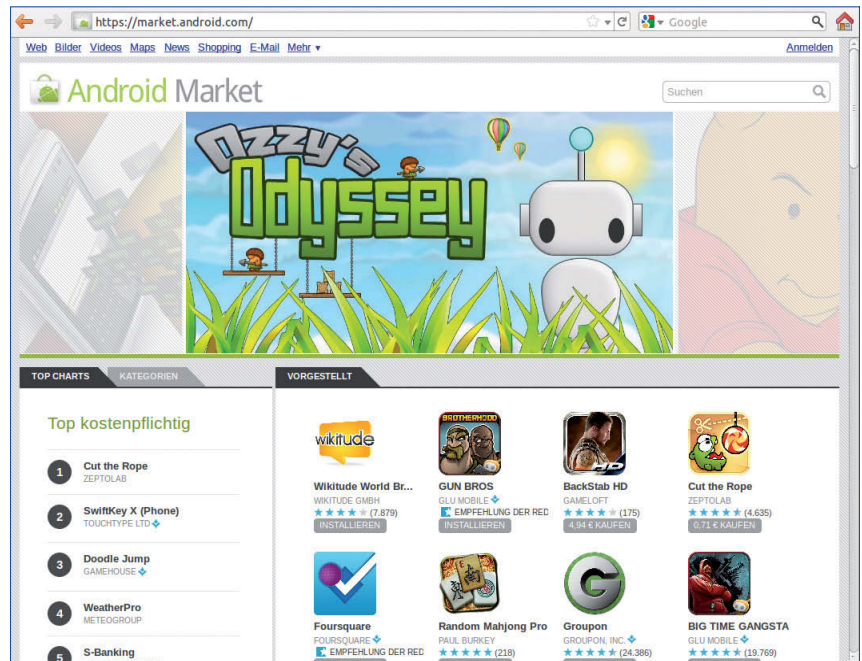 https://market.android.com/
Google
Web Bilder Videos Maps News Shopping E-Mail Mehr ▾
Anmelden
Android Market
Suchen
Ozzy's
Odyssey
TOP CHARTS
KATEGORIEN
VORGESTELLT
Top kostenpflichtig
1
Cut the Rope
ZEPTOLAB
2
SwiftKey X (Phone)
TOUCHTYPE LTD
3
Doodle Jump
GAMEHOUSE
4
WeatherPro
METEOGROUP
5
S-Banking
wikitude
Wikitude World Br...
WIKITUDE GMBH
(7.879)
INSTALLIEREN
BROTHERHOOD
GUN BROS
GLU MOBILE
EMPFEHLUNG DER RED
INSTALLIEREN
HD
BackStab HD
GAMELOFT
(175)
4,94 € KAUFEN
Cut the Rope
ZEPTOLAB
(4.635)
0,71 € KAUFEN
Foursquare
FOURSQUARE
EMPFEHLUNG DER RED
Random Mahjong Pro
PAUL BURKEY
(218)
G
Groupon
GROUPON, INC.
(24.386)
BIG TIME GANGSTA
GLU MOBILE
(19.769)